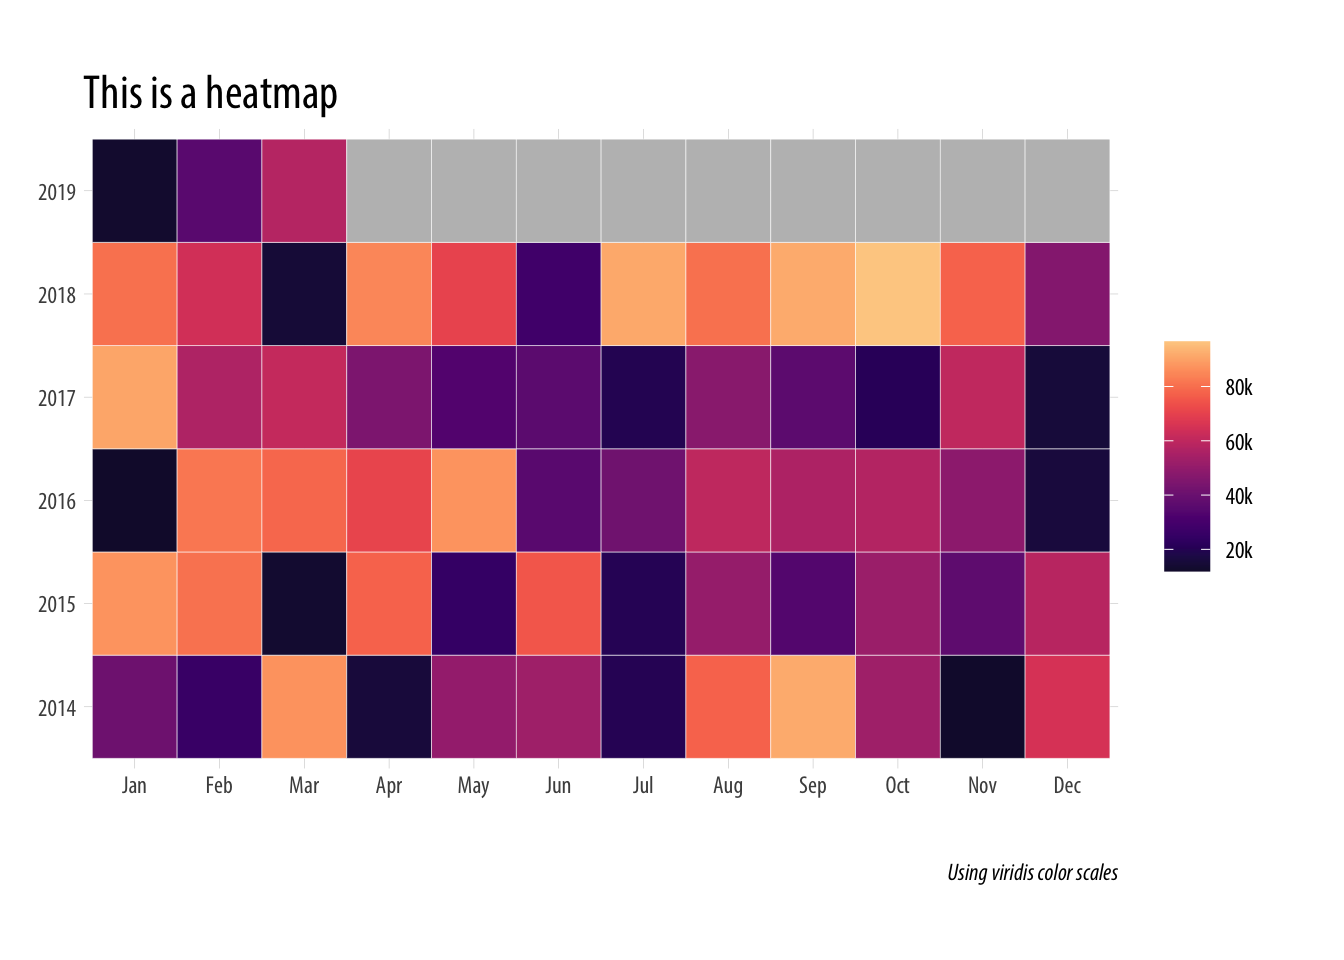 This is a heatmap
2019
2018
2017
2016
2015
2014
Jan Feb Mar Apr May Jun Jul Aug Sep Oct Nov Dec
80k
60k
40k
20k
Using viridis color scales